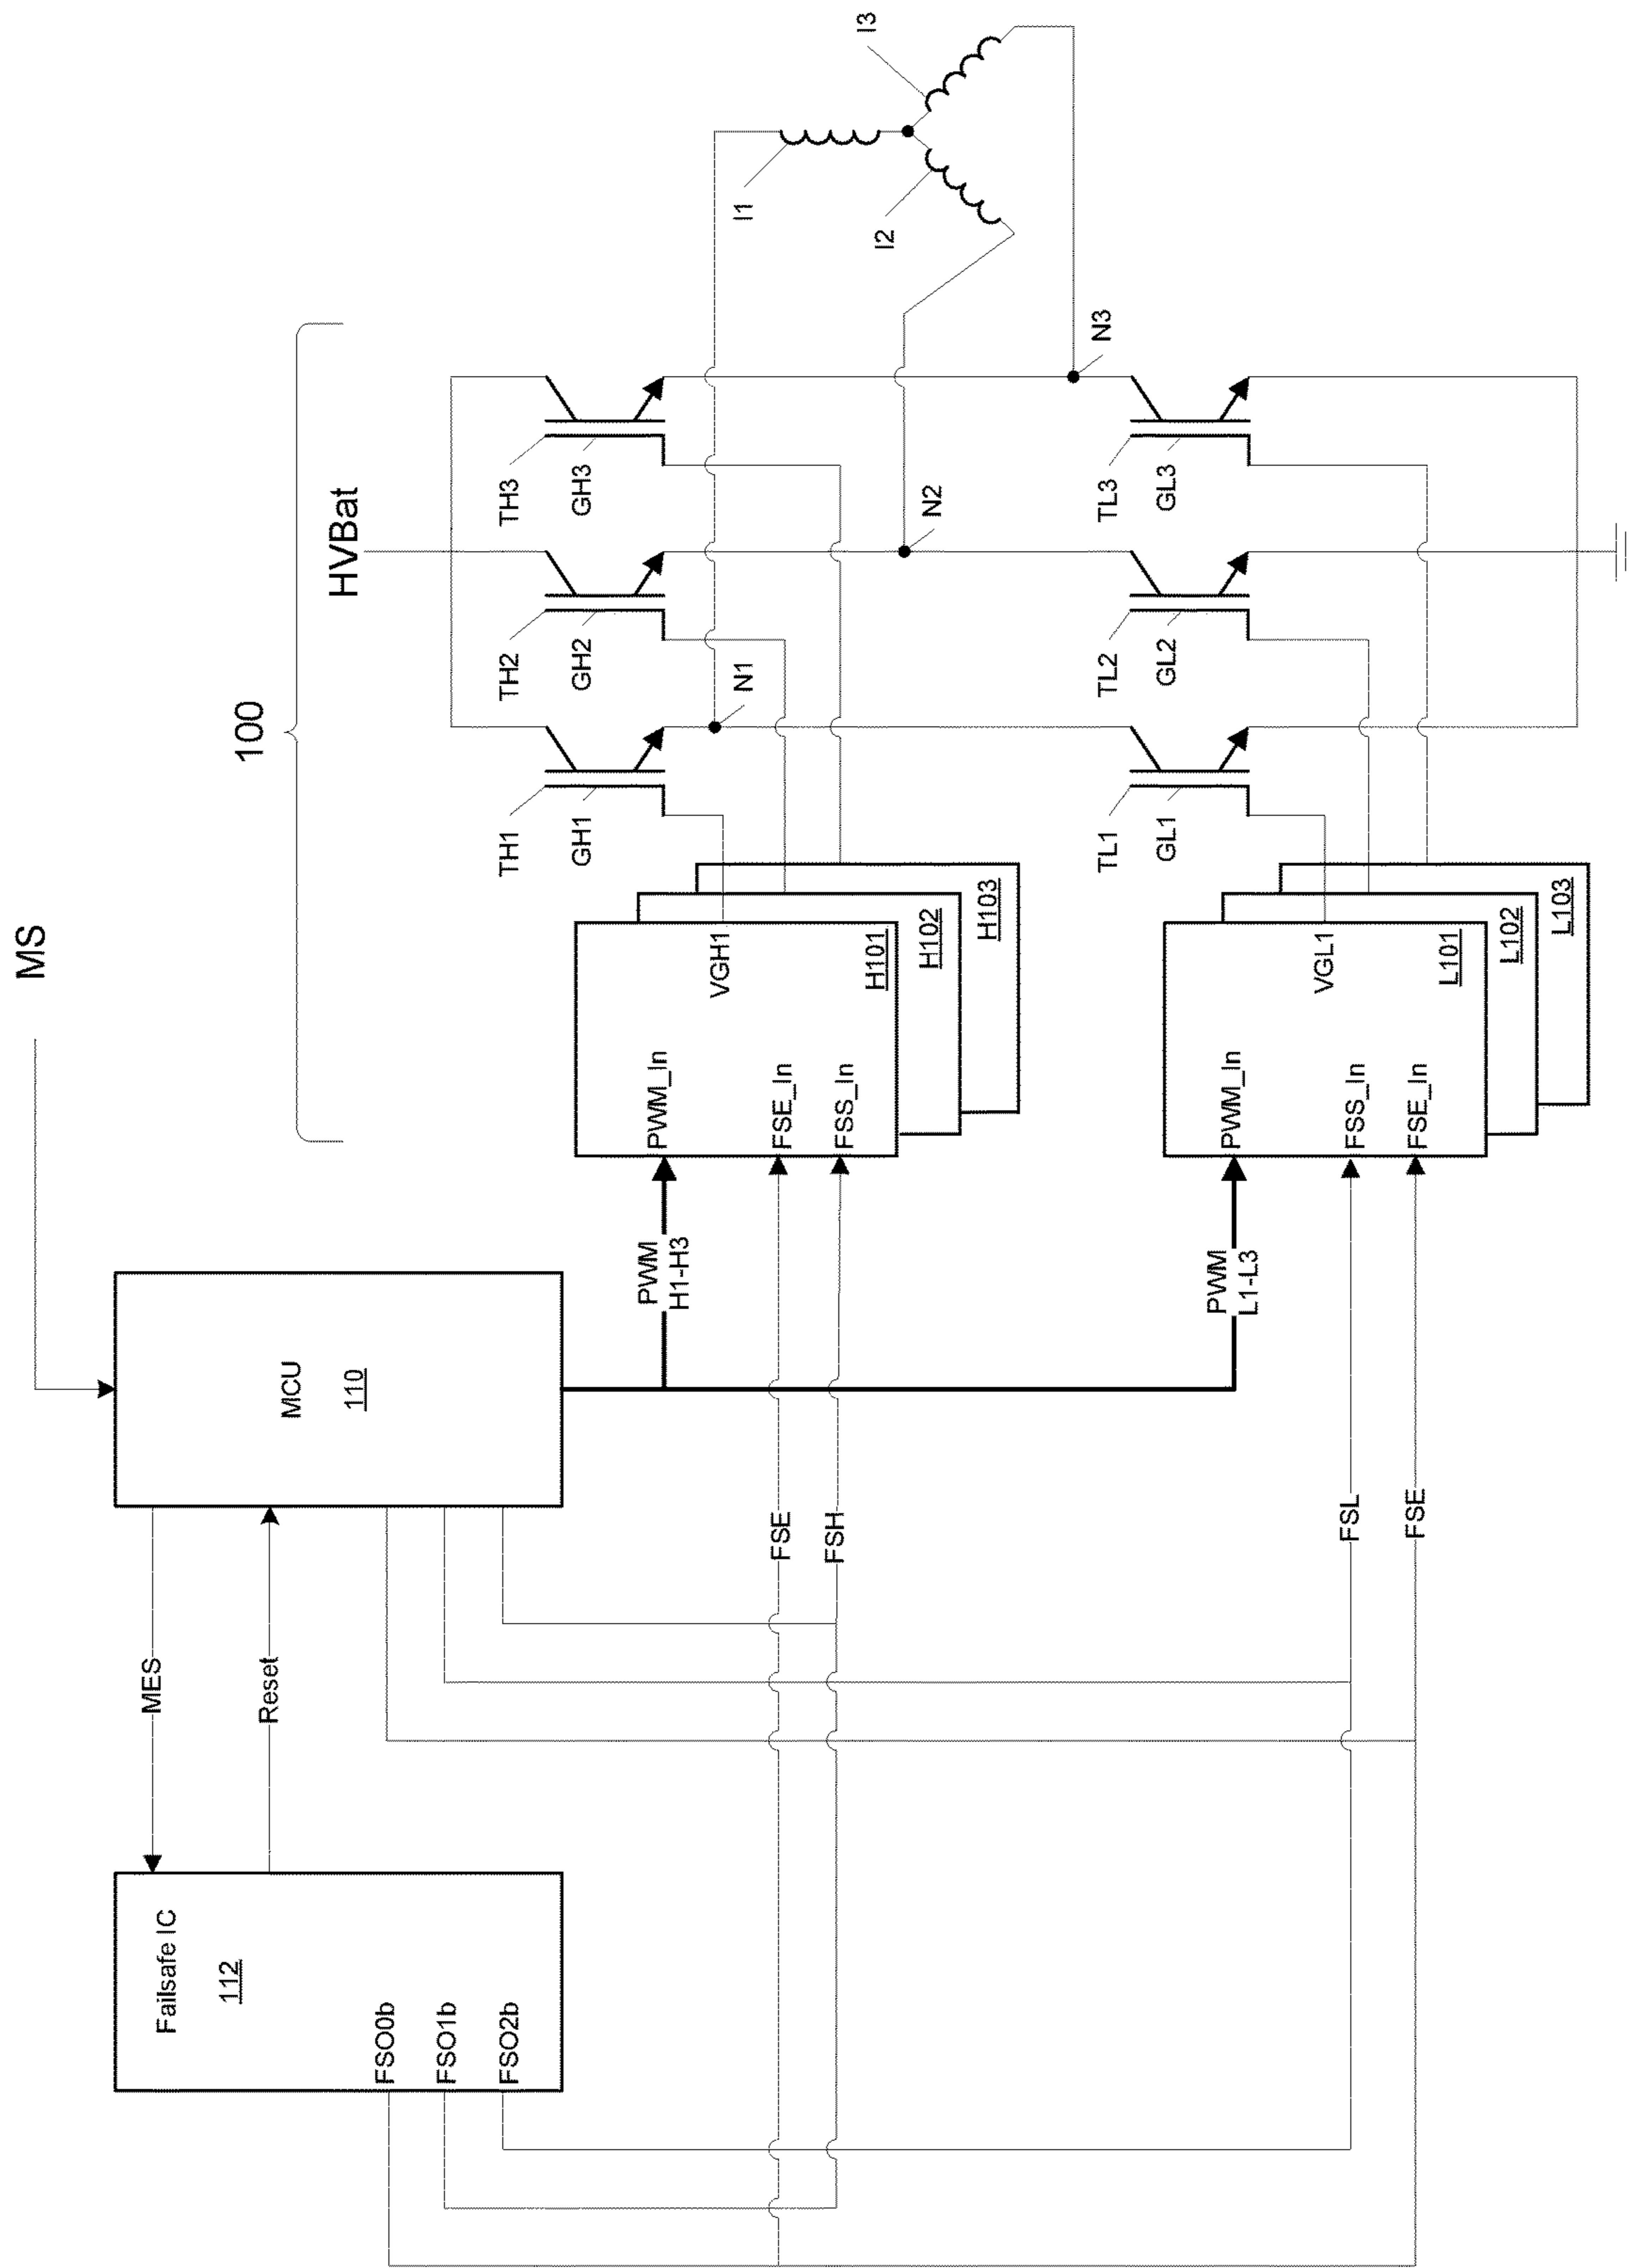 MS
100
HVBat
Failsafe IC
112
FSO0b
FSO1b
FSO2b
MES
Reset
MCU
110
PWM
H1-H3
PWM
L1-L3
FSE
FSH
FSL
FSE
PWM_In
FSE_In
FSS_In
VGH1
H101
H102
H103
PWM_In
FSS_In
FSE_In
VGL1
L101
L102
L103
TH1
GH1
TH2
GH2
TH3
GH3
N1
N2
N3
TL1
GL1
TL2
GL2
TL3
GL3
I1
I2
I3